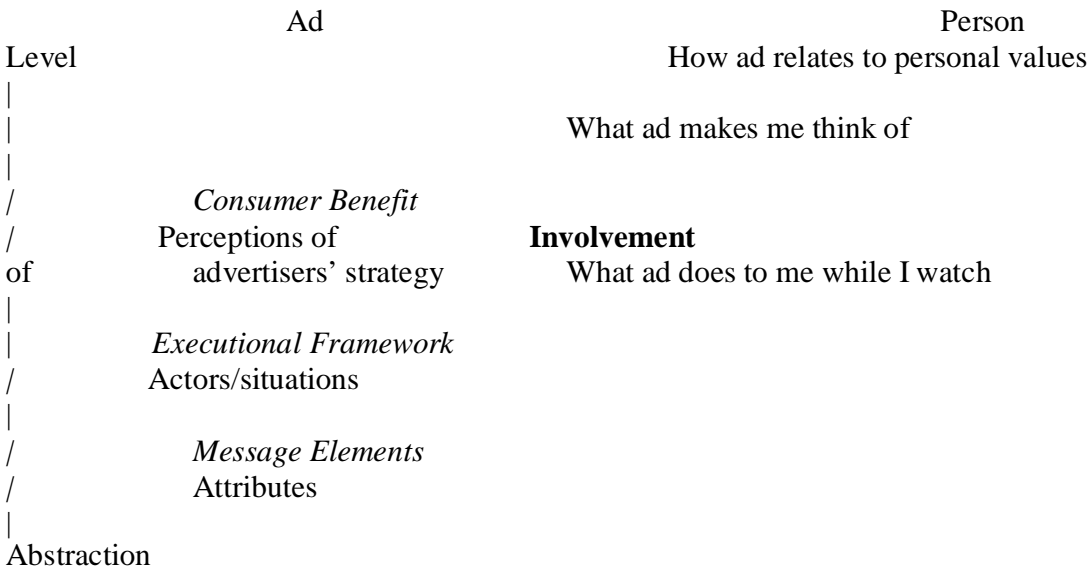 Ad Person
Level How ad relates to personal values
|
| What ad makes me think of
|
/ Consumer Benefit
/ Perceptions of Involvement
of advertisers’ strategy What ad does to me while I watch
|
| Executional Framework
/ Actors/situations
|
/ Message Elements
/ Attributes
|
Abstraction